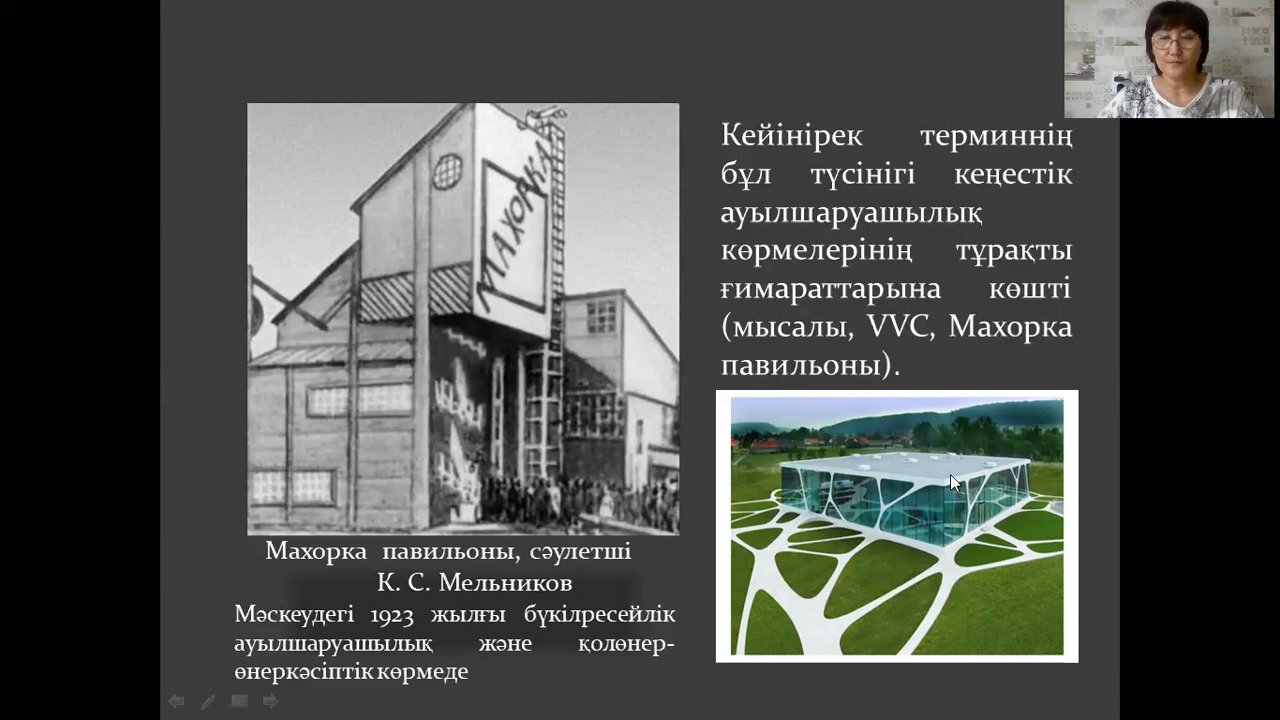 МАХОРКА
Кейінірек терминнің
бұл түсінігі кеңестік
ауылшаруашылық
көрмелерінің тұрақты
ғимараттарына көшті
(мысалы, VVC, Махорка
павильоны).
Махорка павильоны, сәулетші
К. С. Мельников
Мәскеудегі 1923 жылғы бүкілресейлік
ауылшаруашылық және қолөнер-
өнеркәсіптік көрмеде